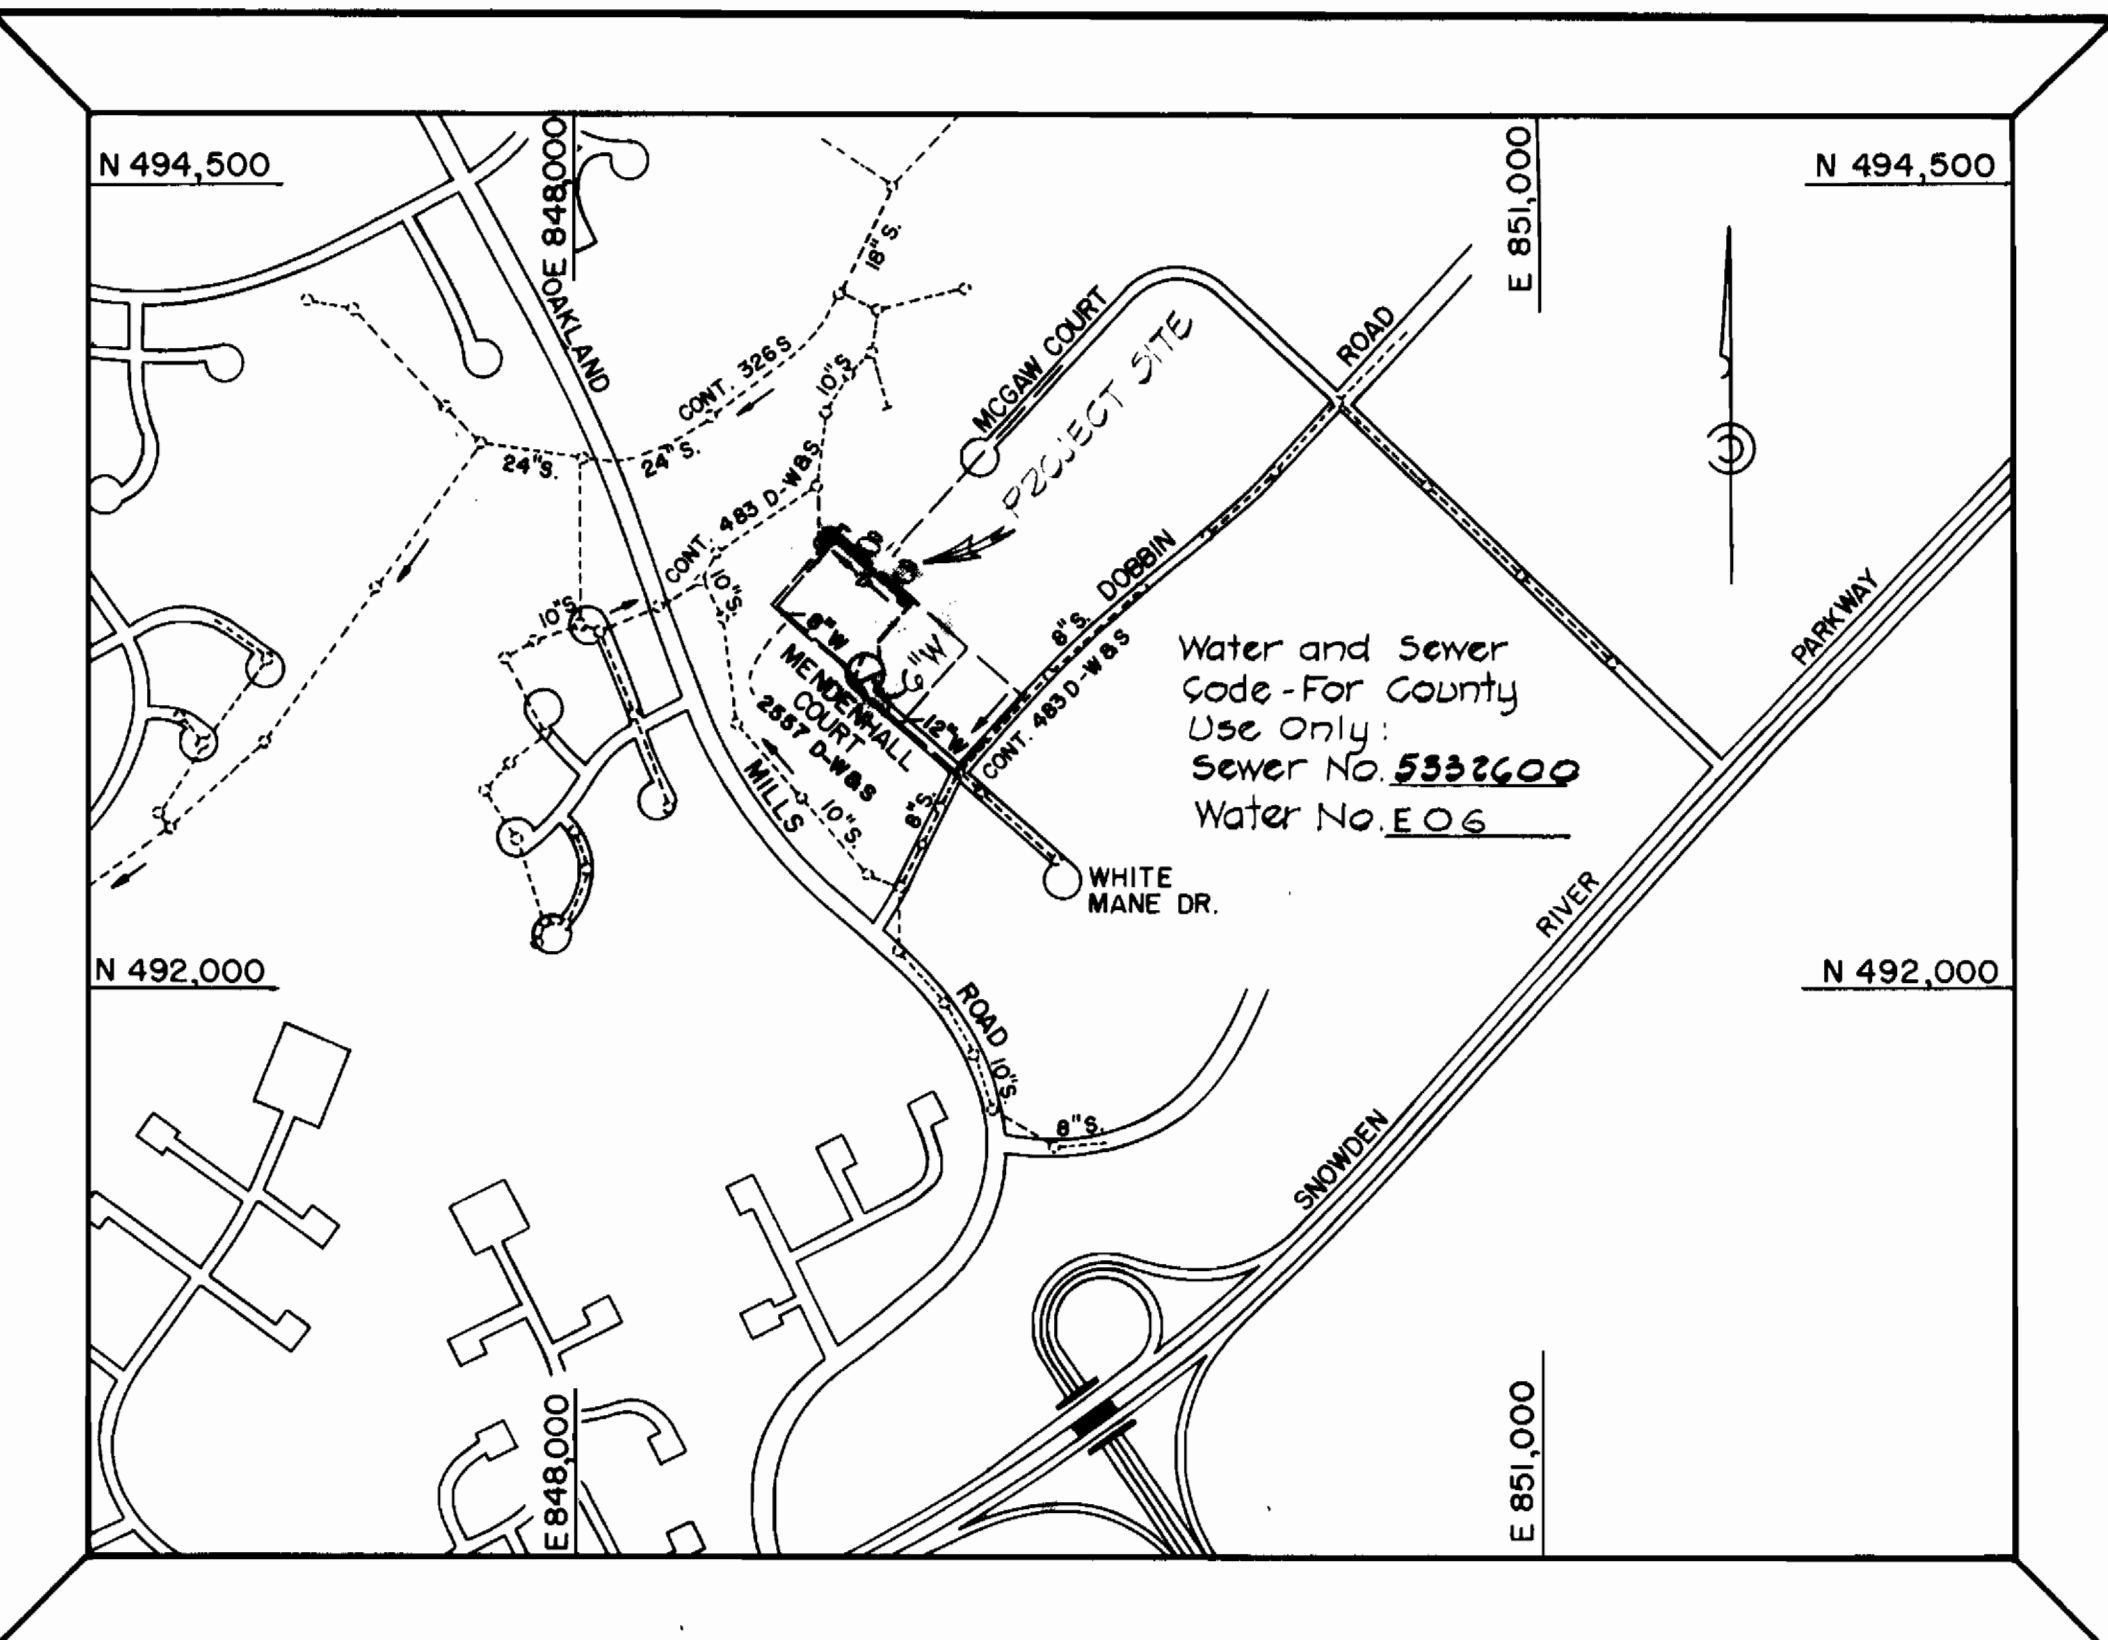 N 494,500
E 848,000
E 851,000
N 494,500
OAKLAND
18"S.
CONT. 326S
10"S.
MCGAW COURT
PROJECT SITE
ROAD
24"S.
24"S.
CONT. 483 D-W&S
10"S.
10"S.
8"W
6"W
12"W
MENDENHALL
COURT
2557 D-W&S
8"S.
DOBBIN
CONT. 483 D-W&S
MILLS
10"S.
8"S.
WHITE
MANE DR.
Water and Sewer
Code - For County
Use Only:
Sewer No. 5332600
Water No. E06
PARKWAY
RIVER
SNOWDEN
N 492,000
N 492,000
ROAD
10"S.
8"S.
E 848,000
E 851,000